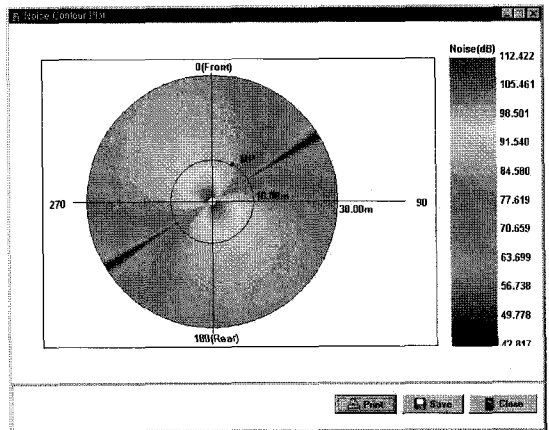 Noise Contour Plot
Noise(dB)
112.422
0(Front)
105.461
98.501
91.540
MP
84.580
10.00m
77.619
270
30.00m
90
70.659
63.699
56.738
49.778
180(Rear)
42.817
Print
Save
Close